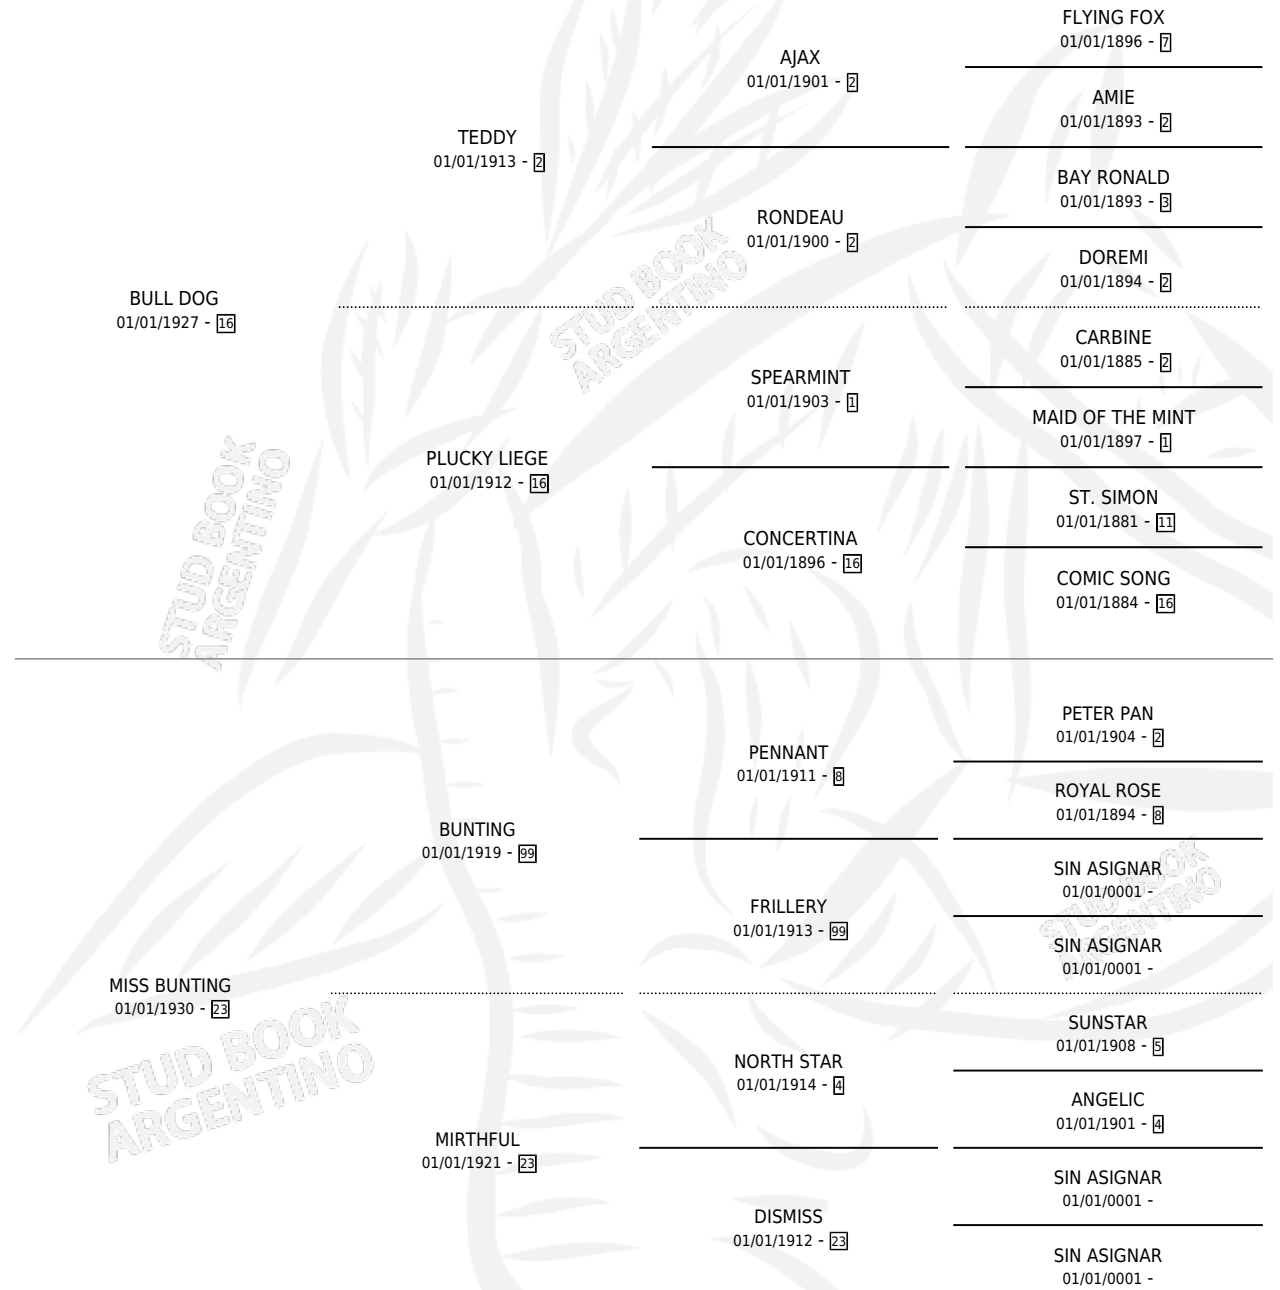 FLYING FOX
01/01/1896 - 7
AJAX
01/01/1901 - 2
AMIE
01/01/1893 - 2
TEDDY
01/01/1913 - 2
BAY RONALD
01/01/1893 - 3
RONDEAU
01/01/1900 - 2
DOREMI
01/01/1894 - 2
BULL DOG
01/01/1927 - 16
CARBINE
01/01/1885 - 2
SPEARMINT
01/01/1903 - 1
MAID OF THE MINT
01/01/1897 - 1
PLUCKY LIEGE
01/01/1912 - 16
ST. SIMON
01/01/1881 - 11
CONCERTINA
01/01/1896 - 16
COMIC SONG
01/01/1884 - 16
PETER PAN
01/01/1904 - 2
PENNANT
01/01/1911 - 8
ROYAL ROSE
01/01/1894 - 8
BUNTING
01/01/1919 - 99
SIN ASIGNAR
01/01/0001 -
FRILLERY
01/01/1913 - 99
SIN ASIGNAR
01/01/0001 -
MISS BUNTING
01/01/1930 - 23
SUNSTAR
01/01/1908 - 5
NORTH STAR
01/01/1914 - 4
ANGELIC
01/01/1901 - 4
MIRTHFUL
01/01/1921 - 23
SIN ASIGNAR
01/01/0001 -
DISMISS
01/01/1912 - 23
SIN ASIGNAR
01/01/0001 -
STUD BOOK
ARGENTINO
STUD BOOK
ARGENTINO
STUD BOOK
ARGENTINO
STUD BOOK
ARGENTINO